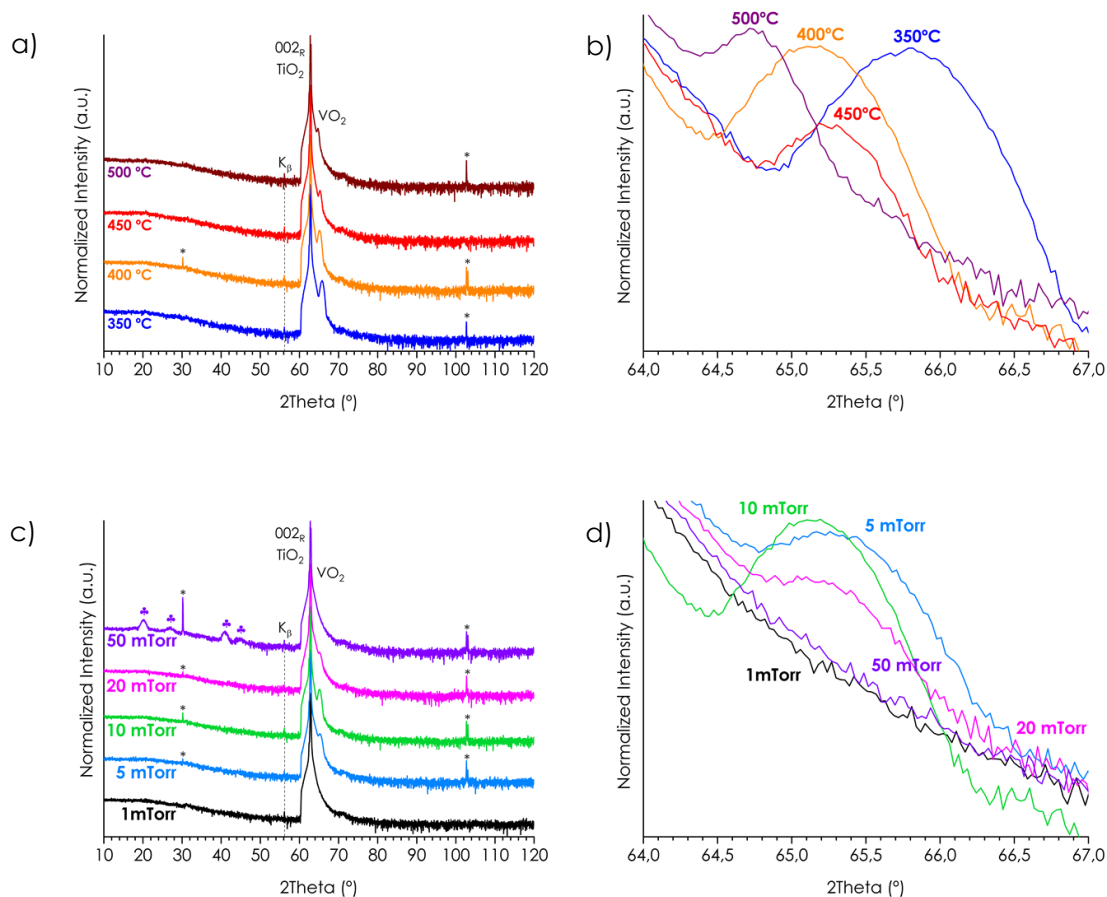 a)
Normalized Intensity (a.u.)
002R
TiO2
VO2
Kβ
*
500 °C
450 °C
*
*
400 °C
*
350 °C
10 20 30 40 50 60 70 80 90 100 110 120
2Theta (º)
b)
Normalized Intensity (a.u.)
500ºC
400ºC
350ºC
450ºC
64,0 64,5 65,0 65,5 66,0 66,5 67,0
2Theta (º)
c)
Normalized Intensity (a.u.)
002R
TiO2
VO2
*
♣ ♣ ♣ ♣
Kβ
*
50 mTorr
*
*
20 mTorr
*
*
10 mTorr
*
*
5 mTorr
1mTorr
10 20 30 40 50 60 70 80 90 100 110 120
2Theta (º)
d)
Normalized Intensity (a.u.)
10 mTorr
5 mTorr
50 mTorr
1mTorr
20 mTorr
64,0 64,5 65,0 65,5 66,0 66,5 67,0
2Theta (º)